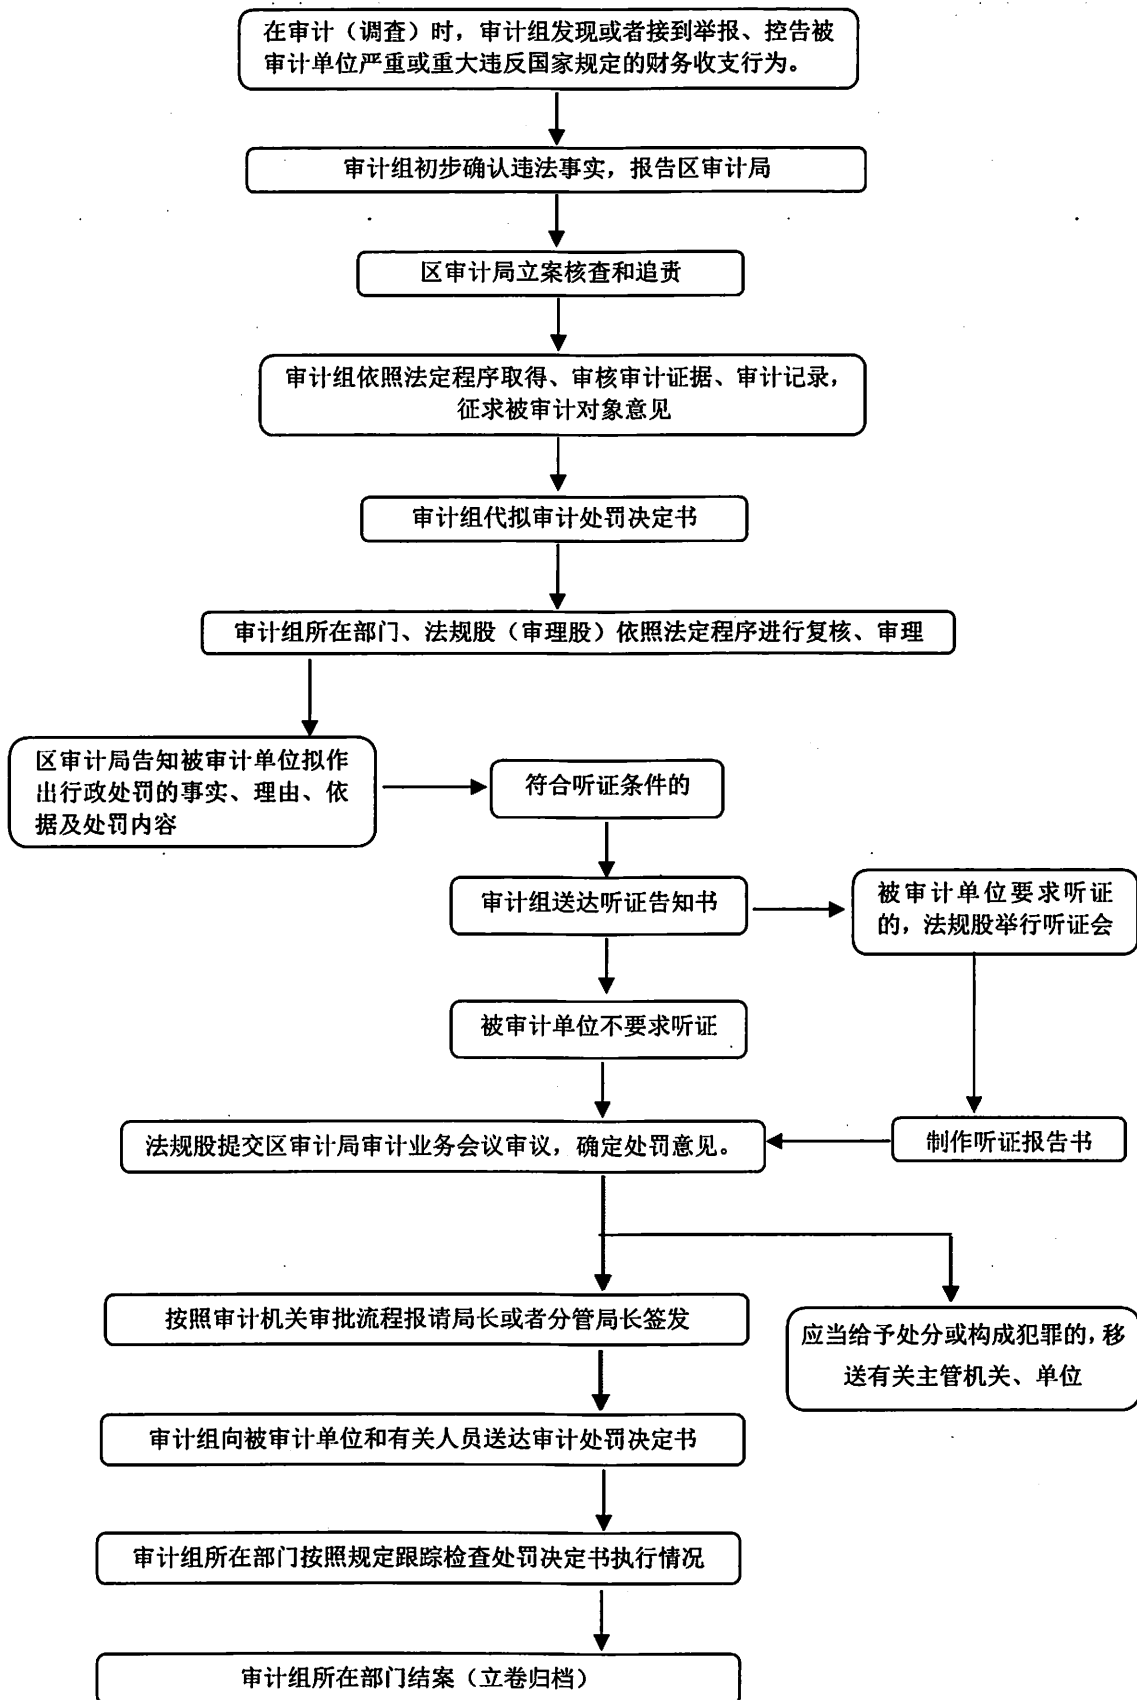 在审计（调查）时，审计组发现或者接到举报、控告被
审计单位严重或重大违反国家规定的财务收支行为。
审计组初步确认违法事实，报告区审计局
区审计局立案核查和追责
审计组依照法定程序取得、审核审计证据、审计记录，
征求被审计对象意见
审计组代拟审计处罚决定书
审计组所在部门、法规股（审理股）依照法定程序进行复核、审理
区审计局告知被审计单位拟作
出行政处罚的事实、理由、依
据及处罚内容
符合听证条件的
审计组送达听证告知书
被审计单位要求听证
的，法规股举行听证会
被审计单位不要求听证
法规股提交区审计局审计业务会议审议，确定处罚意见。
制作听证报告书
按照审计机关审批流程报请局长或者分管局长签发
应当给予处分或构成犯罪的，移
送有关主管机关、单位
审计组向被审计单位和有关人员送达审计处罚决定书
审计组所在部门按照规定跟踪检查处罚决定书执行情况
审计组所在部门结案（立卷归档）